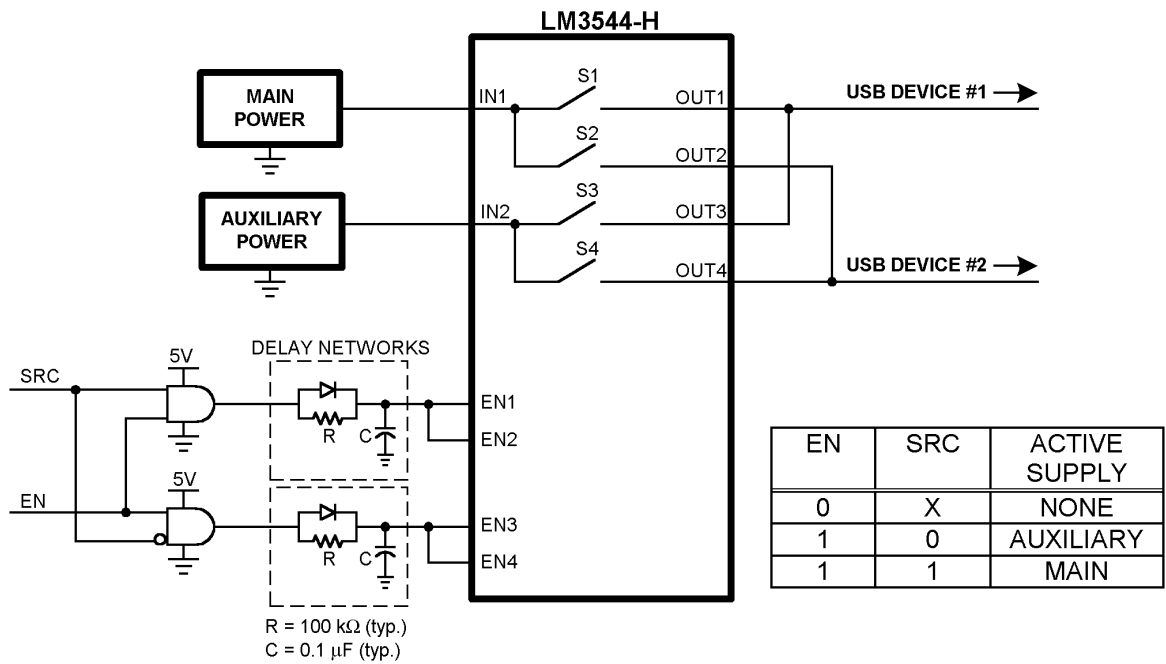 LM3544-H
MAIN
POWER
IN1
S1
OUT1
USB DEVICE #1
S2
OUT2
AUXILIARY
POWER
IN2
S3
OUT3
S4
OUT4
USB DEVICE #2
DELAY NETWORKS
SRC
5V
R
C
EN1
EN2
EN
5V
R
C
EN3
EN4
R = 100 kΩ (typ.)
C = 0.1 μF (typ.)
EN SRC ACTIVE
SUPPLY
0 X NONE
1 0 AUXILIARY
1 1 MAIN